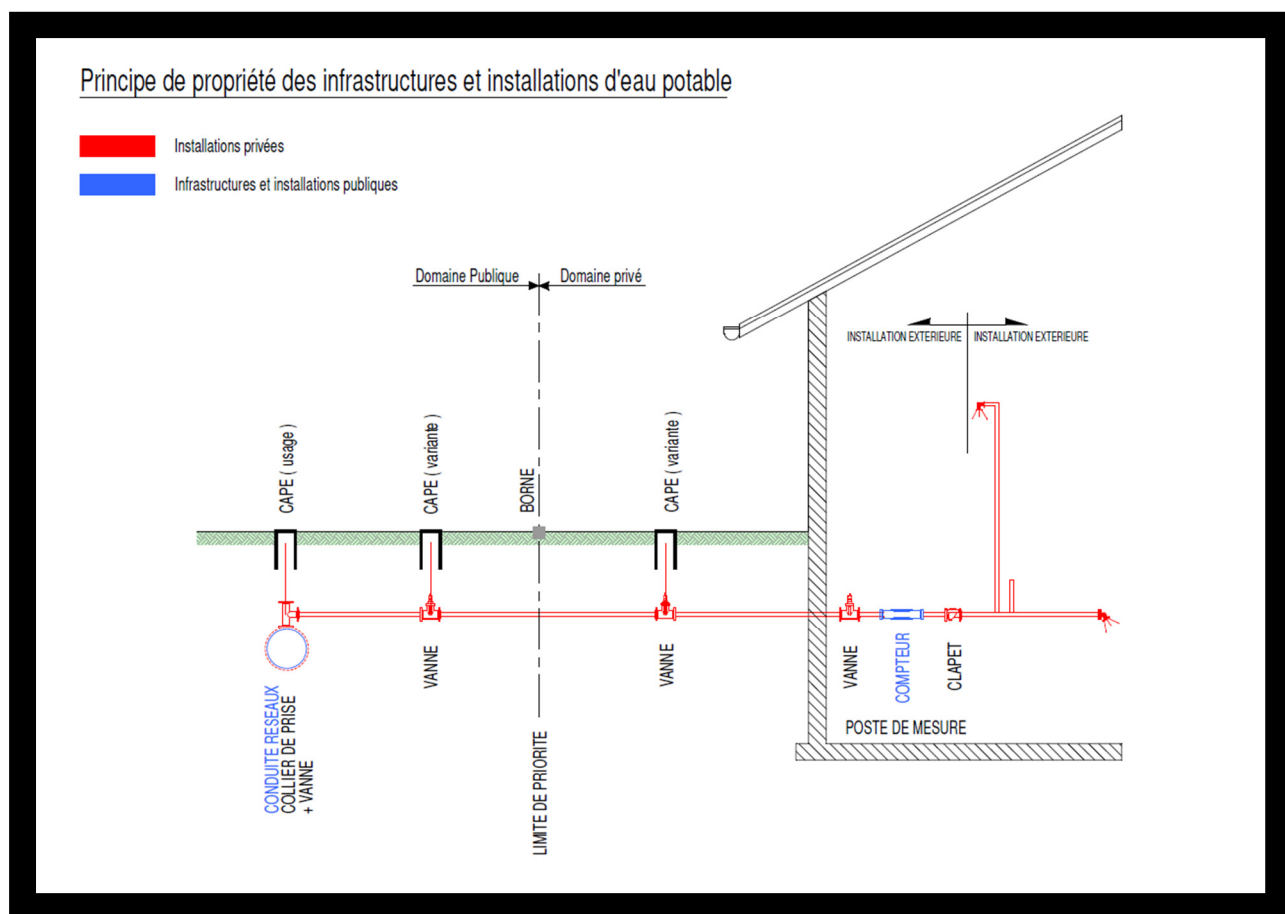 Principe de propriété des infrastructures et installations d'eau potable
Installations privées
Infrastructures et installations publiques
Domaine Publique
Domaine privé
INSTALLATION EXTERIEURE
INSTALLATION EXTERIEURE
CAPE ( usage )
CAPE ( variante )
BORNE
CAPE ( variante )
CONDUITE RESEAUX
COLLIER DE PRISE
+ VANNE
VANNE
LIMITE DE PRIORITE
VANNE
VANNE
COMPTEUR
CLAPET
POSTE DE MESURE